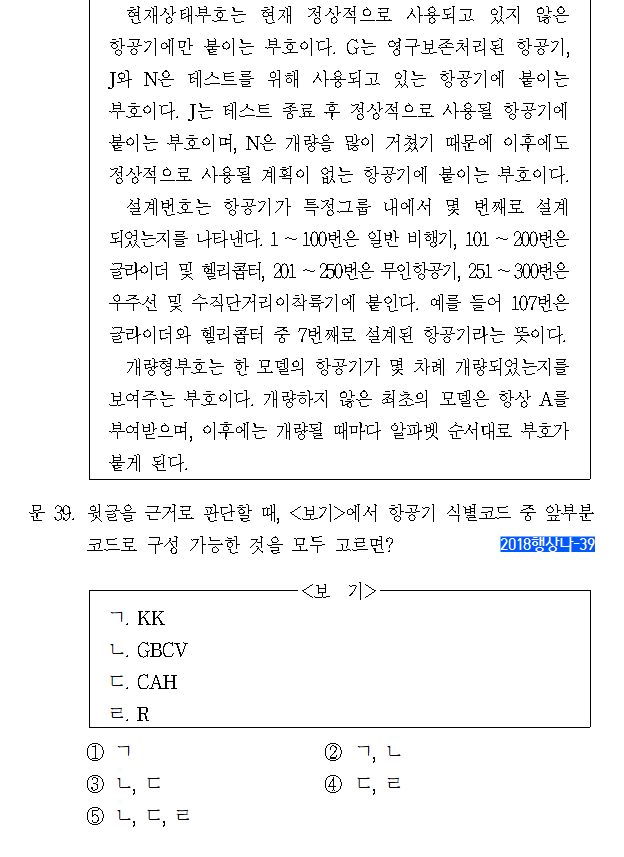 현재상태부호는 현재 정상적으로 사용되고 있지 않은
항공기에만 붙이는 부호이다. G는 영구보존처리된 항공기,
J와 N은 테스트를 위해 사용되고 있는 항공기에 붙이는
부호이다. J는 테스트 종료 후 정상적으로 사용될 항공기에
붙이는 부호이며, N은 개량을 많이 거쳤기 때문에 이후에도
정상적으로 사용될 계획이 없는 항공기에 붙이는 부호이다.
설계번호는 항공기가 특정그룹 내에서 몇 번째로 설계
되었는지를 나타낸다. 1 ~ 100번은 일반 비행기, 101 ~ 200번은
글라이더 및 헬리콥터, 201 ~ 250번은 무인항공기, 251 ~ 300번은
우주선 및 수직단거리이착륙기에 붙인다. 예를 들어 107번은
글라이더와 헬리콥터 중 7번째로 설계된 항공기라는 뜻이다.
개량형부호는 한 모델의 항공기가 몇 차례 개량되었는지를
보여주는 부호이다. 개량하지 않은 최초의 모델은 항상 A를
부여받으며, 이후에는 개량될 때마다 알파벳 순서대로 부호가
붙게 된다.
문 39. 윗글을 근거로 판단할 때, <보기>에서 항공기 식별코드 중 앞부분
코드로 구성 가능한 것을 모두 고르면? 2018행상나-39
<보 기>
ㄱ. KK
ㄴ. GBCV
ㄷ. CAH
ㄹ. R
① ㄱ ② ㄱ, ㄴ
③ ㄴ, ㄷ ④ ㄷ, ㄹ
⑤ ㄴ, ㄷ, ㄹ